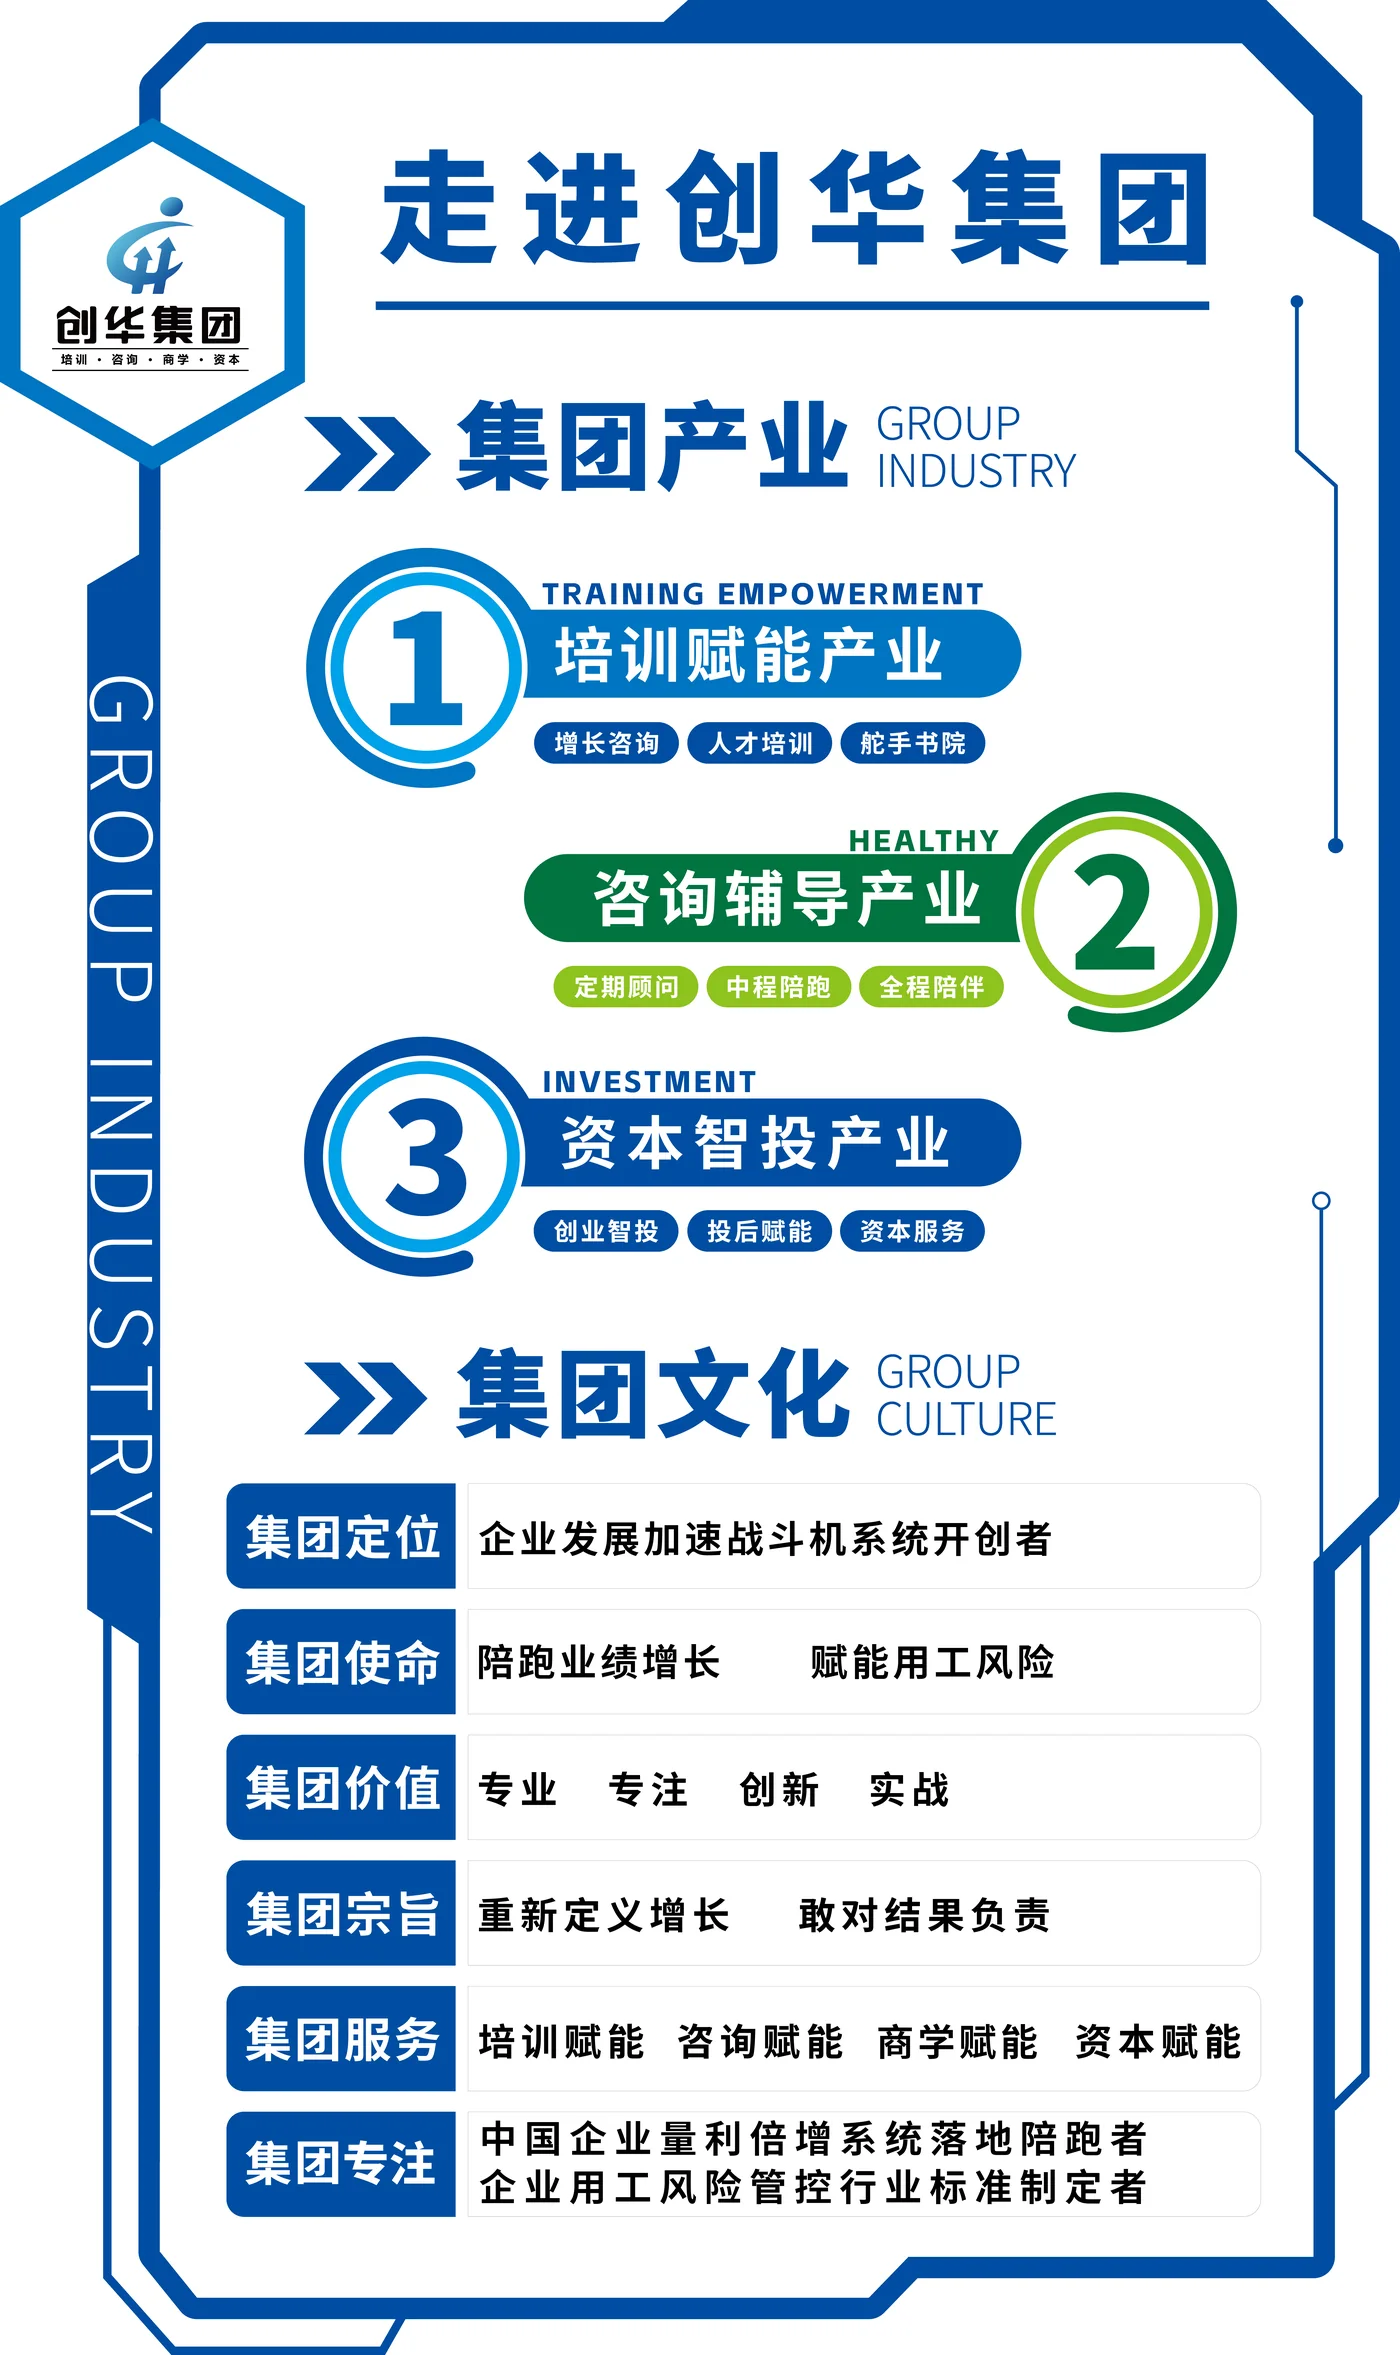 走进创华集团
创华集团
培训·咨询·商学·资本
集团产业
GROUP
INDUSTRY
GROUP INDUSTRY
1
TRAINING EMPOWERMENT
培训赋能产业
增长咨询 人才培训 舵手书院
2
HEALTHY
咨询辅导产业
定期顾问 中程陪跑 全程陪伴
3
INVESTMENT
资本智投产业
创业智投 投后赋能 资本服务
集团文化
GROUP
CULTURE
集团定位 企业发展加速战斗机系统开创者
集团使命 陪跑业绩增长 赋能用工风险
集团价值 专业 专注 创新 实战
集团宗旨 重新定义增长 敢对结果负责
集团服务 培训赋能 咨询赋能 商学赋能 资本赋能
集团专注 中国企业量利倍增系统落地陪跑者
企业用工风险管控行业标准制定者